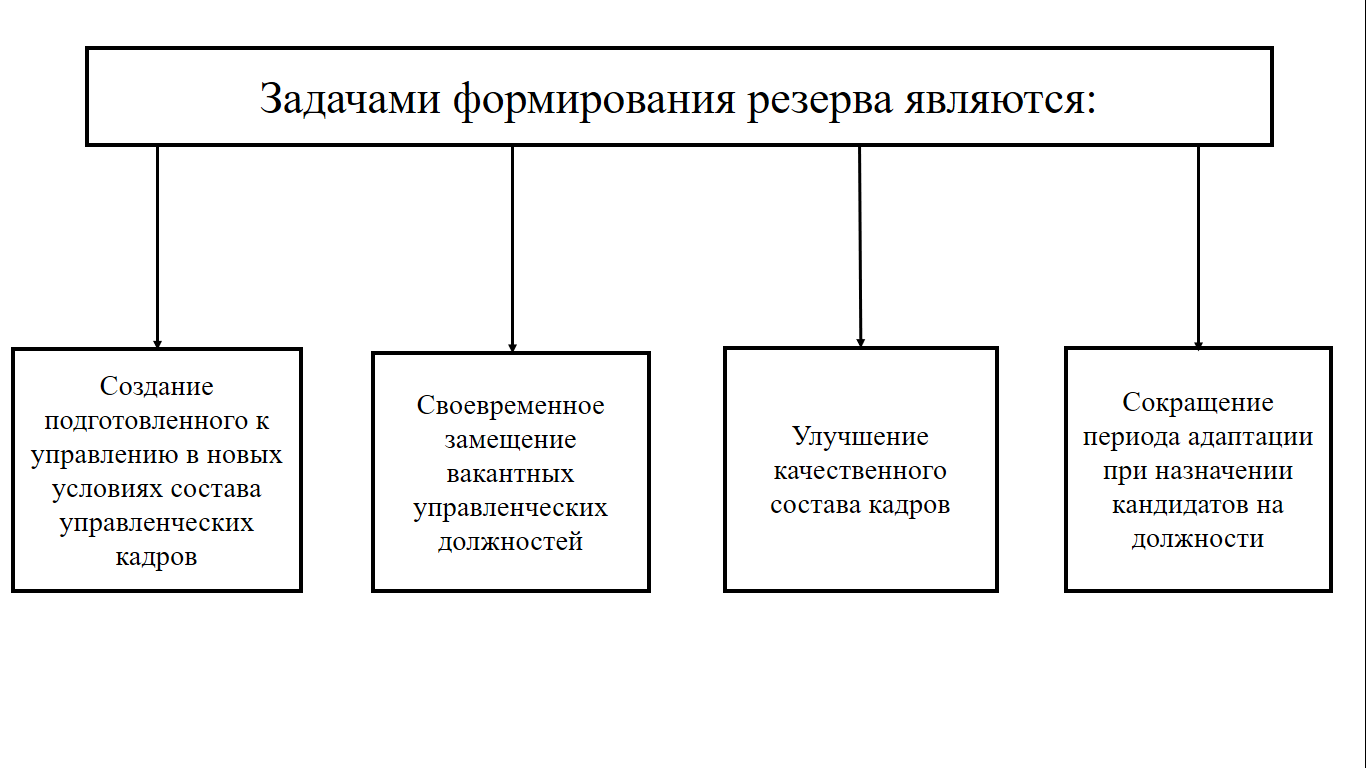 Задачами формирования резерва являются:
Создание
подготовленного к
управлению в новых
условиях состава
управленческих
кадров
Своевременное
замещение
вакантных
управленческих
должностей
Улучшение
качественного
состава кадров
Сокращение
периода адаптации
при назначении
кандидатов на
должности